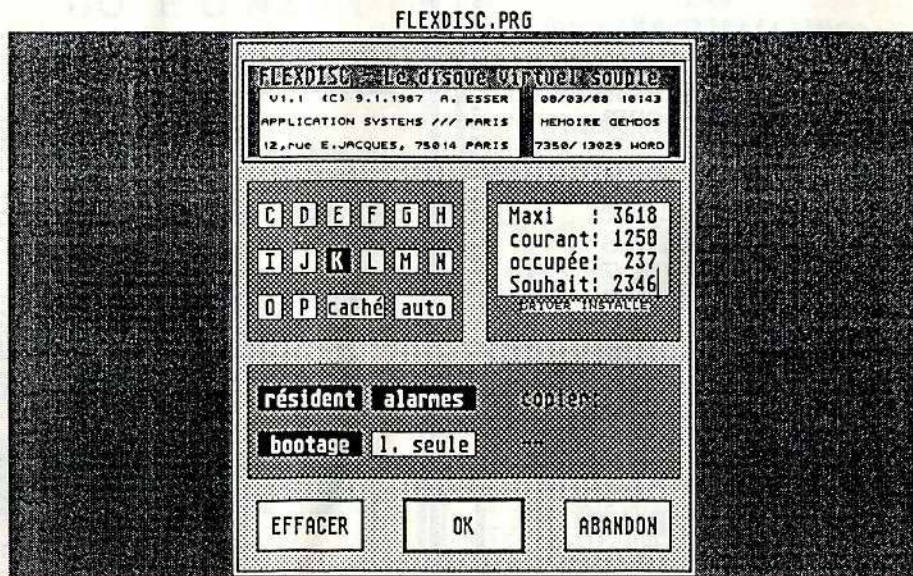 FLEXDISC.PRG
FLEXDISC - Le disque virtuel souple
V1.1 (C) 9.1.1987 A. ESSER
APPLICATION SYSTEMS /// PARIS
12,rue E.JACQUES, 75014 PARIS
08/03/88 10:43
MEMOIRE GEMDOS
7350/13029 WORD
C D E F G H
I J K L M N
O P caché auto
Maxi : 3618
courant: 1250
occupée: 237
Souhait: 2346
DRIVER INSTALLE
résident alarmes copier:
bootage l. seule --
EFFACER OK ABANDON